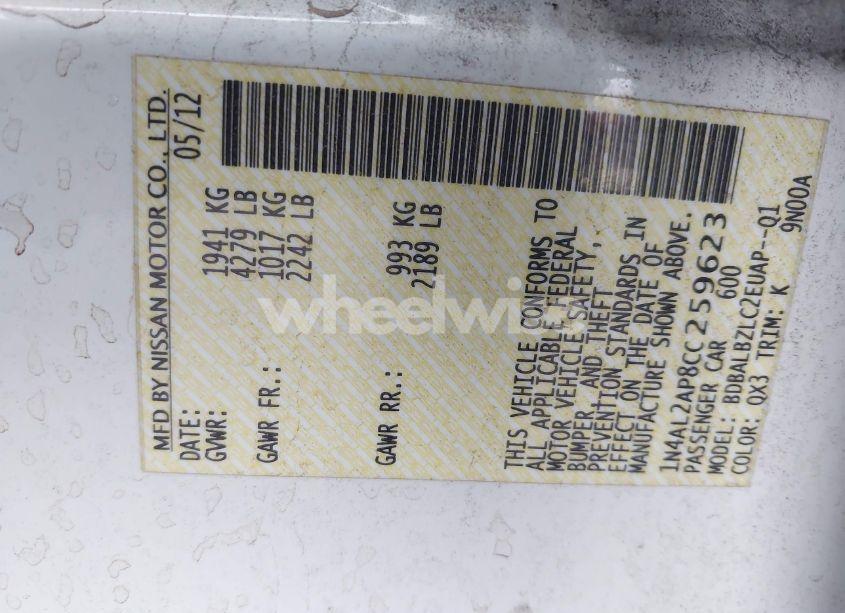 MFD BY NISSAN MOTOR CO., LTD.
DATE: 05/12
GVWR: 1941 KG
4279 LB
GAWR FR.: 1017 KG
2242 LB
GAWR RR.: 993 KG
2189 LB
THIS VEHICLE CONFORMS TO
ALL APPLICABLE FEDERAL
MOTOR VEHICLE SAFETY,
BUMPER, AND THEFT
PREVENTION STANDARDS IN
EFFECT ON THE DATE OF
MANUFACTURE SHOWN ABOVE.
1N4AL2AP8CC259623
PASSENGER CAR 600
MODEL: BDBALBZLC2EUAP--Q1
COLOR: QX3 TRIM: K 9N00A